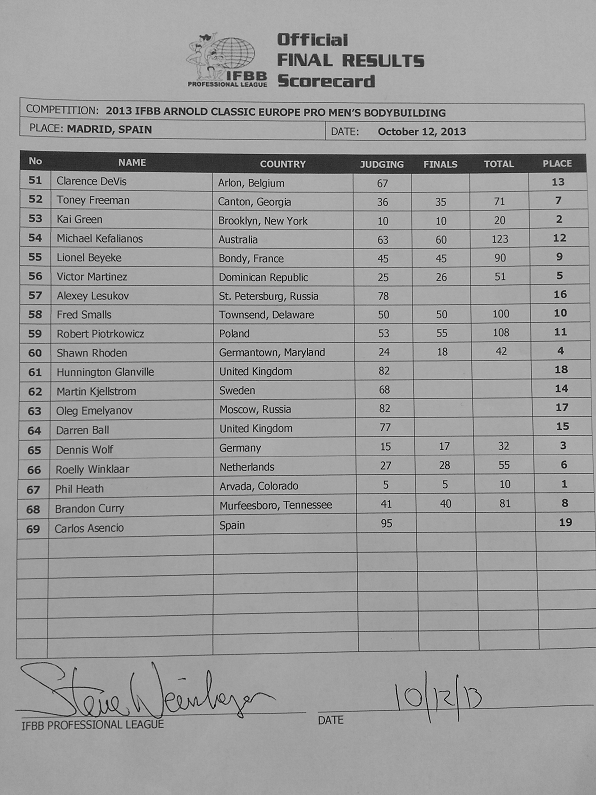 Official
FINAL RESULTS
Scorecard
IFBB
PROFESSIONAL LEAGUE
COMPETITION: 2013 IFBB ARNOLD CLASSIC EUROPE PRO MEN'S BODYBUILDING
PLACE: MADRID, SPAIN DATE: October 12, 2013
No NAME COUNTRY JUDGING FINALS TOTAL PLACE
51 Clarence DeVis Arlon, Belgium 67 13
52 Toney Freeman Canton, Georgia 36 35 71 7
53 Kai Green Brooklyn, New York 10 10 20 2
54 Michael Kefalianos Australia 63 60 123 12
55 Lionel Beyeke Bondy, France 45 45 90 9
56 Victor Martinez Dominican Republic 25 26 51 5
57 Alexey Lesukov St. Petersburg, Russia 78 16
58 Fred Smalls Townsend, Delaware 50 50 100 10
59 Robert Piotrkowicz Poland 53 55 108 11
60 Shawn Rhoden Germantown, Maryland 24 18 42 4
61 Hunnington Glanville United Kingdom 82 18
62 Martin Kjellstrom Sweden 68 14
63 Oleg Emelyanov Moscow, Russia 82 17
64 Darren Ball United Kingdom 77 15
65 Dennis Wolf Germany 15 17 32 3
66 Roelly Winklaar Netherlands 27 28 55 6
67 Phil Heath Arvada, Colorado 5 5 10 1
68 Brandon Curry Murfeesboro, Tennessee 41 40 81 8
69 Carlos Asencio Spain 95 19
Steve Weinberger 10/12/13
IFBB PROFESSIONAL LEAGUE DATE